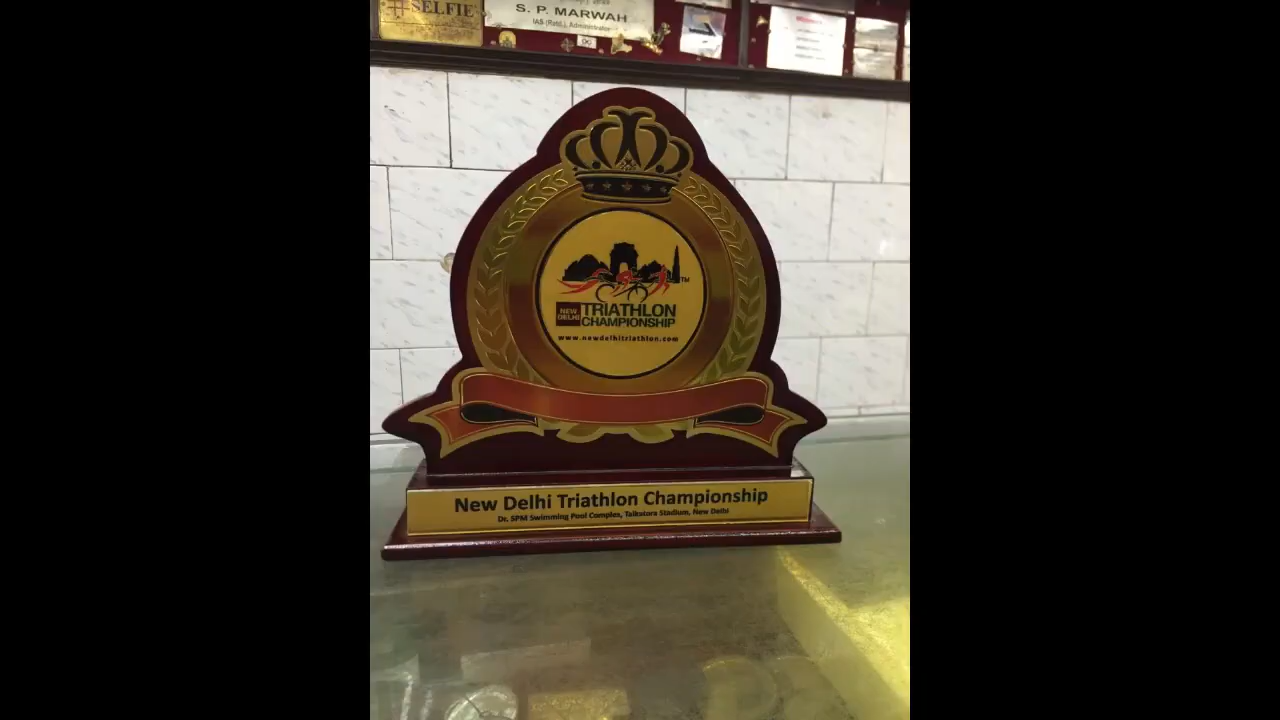 #SELFIE
S. P. MARWAH
IAS (Retd.), Administrator
TM
NEW DELHI TRIATHLON
CHAMPIONSHIP
www.newdelhitriathlon.com
New Delhi Triathlon Championship
Dr. SPM Swimming Pool Complex, Talkatora Stadium, New Delhi